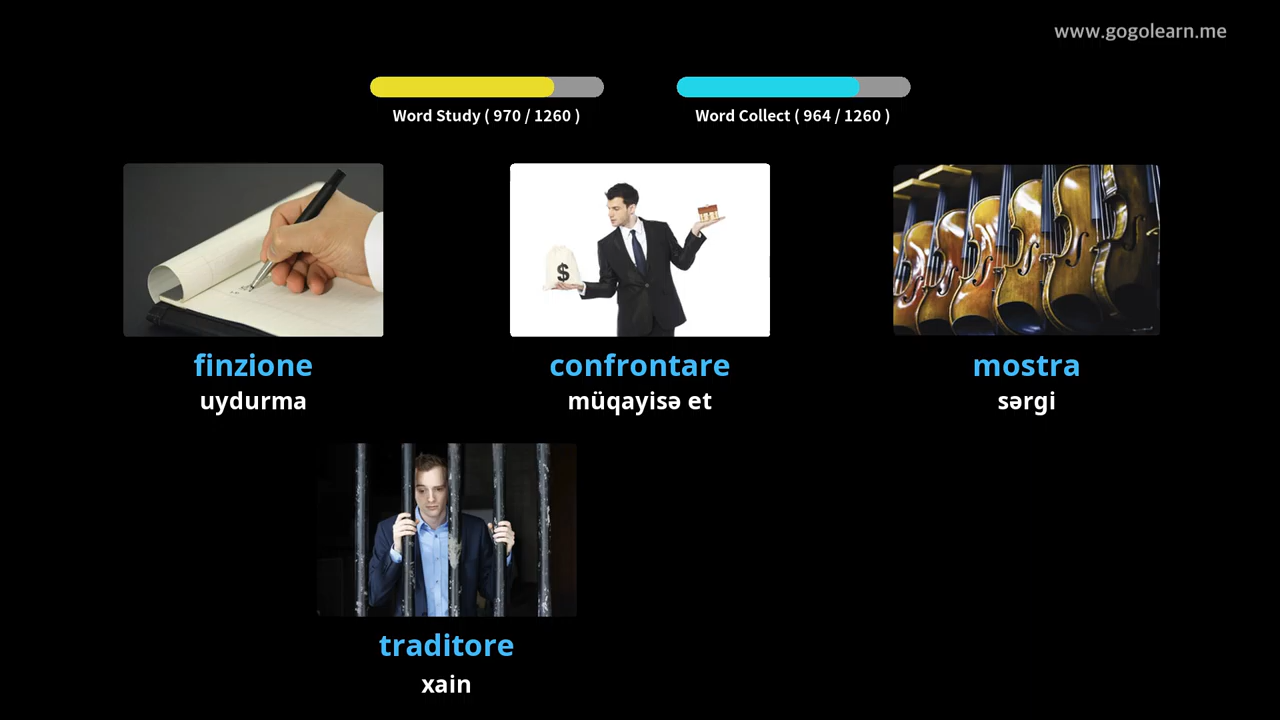 www.gogolearn.me
Word Study ( 970 / 1260 )
Word Collect ( 964 / 1260 )
$
finzione
uydurma
confrontare
müqayisə et
mostra
sərgi
traditore
xain